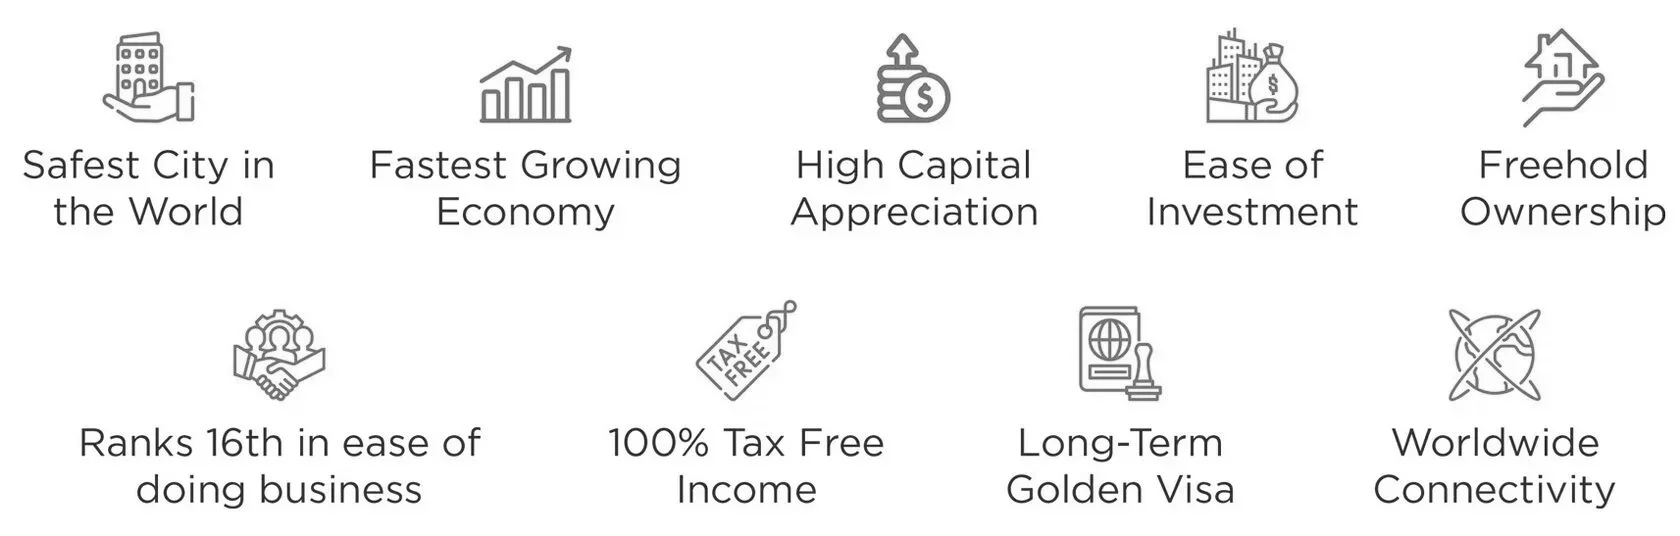 Safest City in
the World
Fastest Growing
Economy
High Capital
Appreciation
$
Ease of
Investment
$
Freehold
Ownership
Ranks 16th in ease of
doing business
TAX
FREE
100% Tax Free
Income
Long-Term
Golden Visa
Worldwide
Connectivity